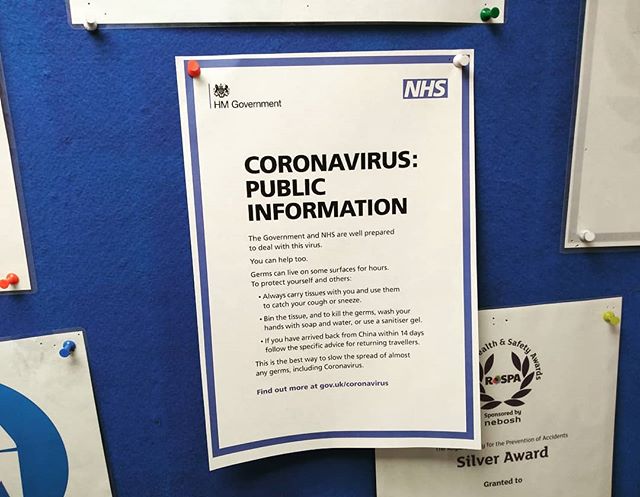 HM Government
NHS
CORONAVIRUS:
PUBLIC
INFORMATION
The Government and NHS are well prepared
to deal with this virus.
You can help too.
Germs can live on some surfaces for hours.
To protect yourself and others:
• Always carry tissues with you and use them
to catch your cough or sneeze.
• Bin the tissue, and to kill the germs, wash your
hands with soap and water, or use a sanitiser gel.
• If you have arrived back from China within 14 days
follow the specific advice for returning travellers.
This is the best way to slow the spread of almost
any germs, including Coronavirus.
Find out more at gov.uk/coronavirus
& Safety Awards
RoSPA
Sponsored by
nebosh
for the Prevention of Accidents
Silver Award
Granted to